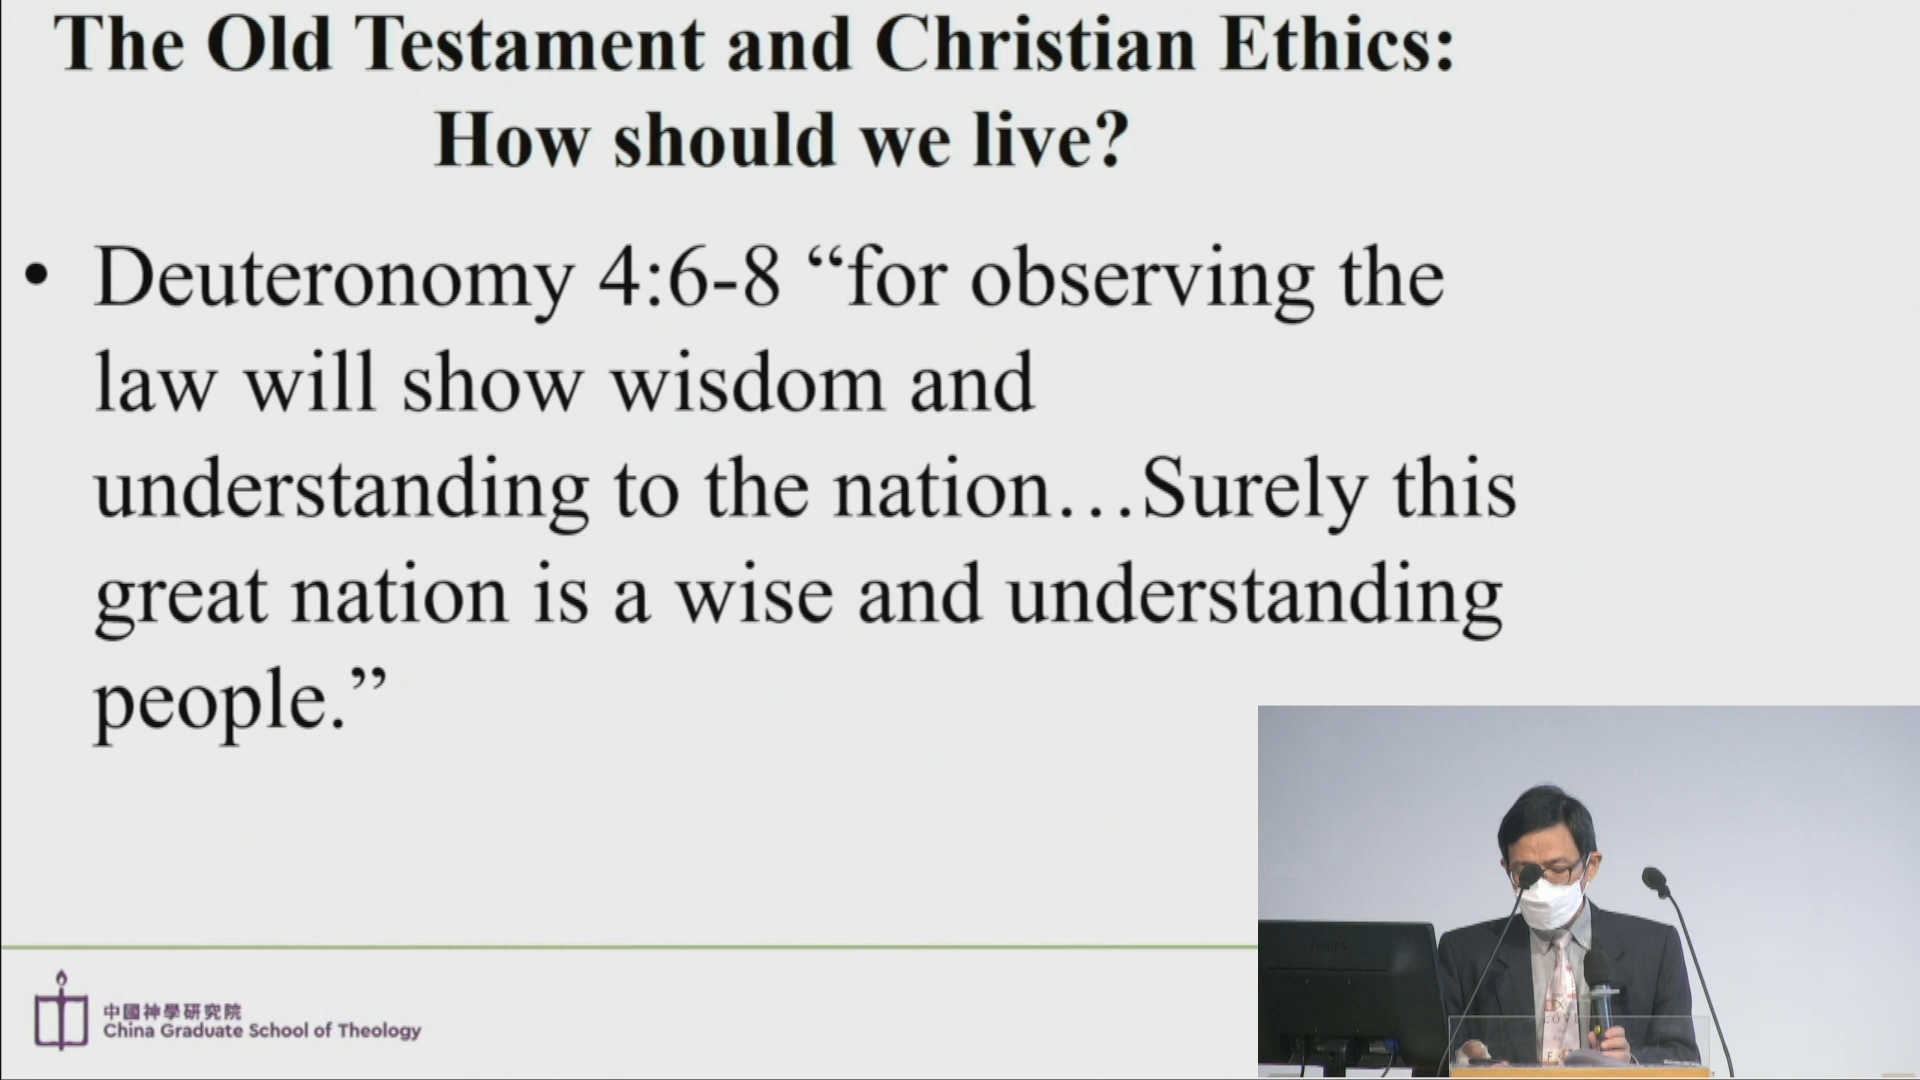 The Old Testament and Christian Ethics:
How should we live?
• Deuteronomy 4:6-8 “for observing the
law will show wisdom and
understanding to the nation…Surely this
great nation is a wise and understanding
people.”
中國神學研究院
China Graduate School of Theology